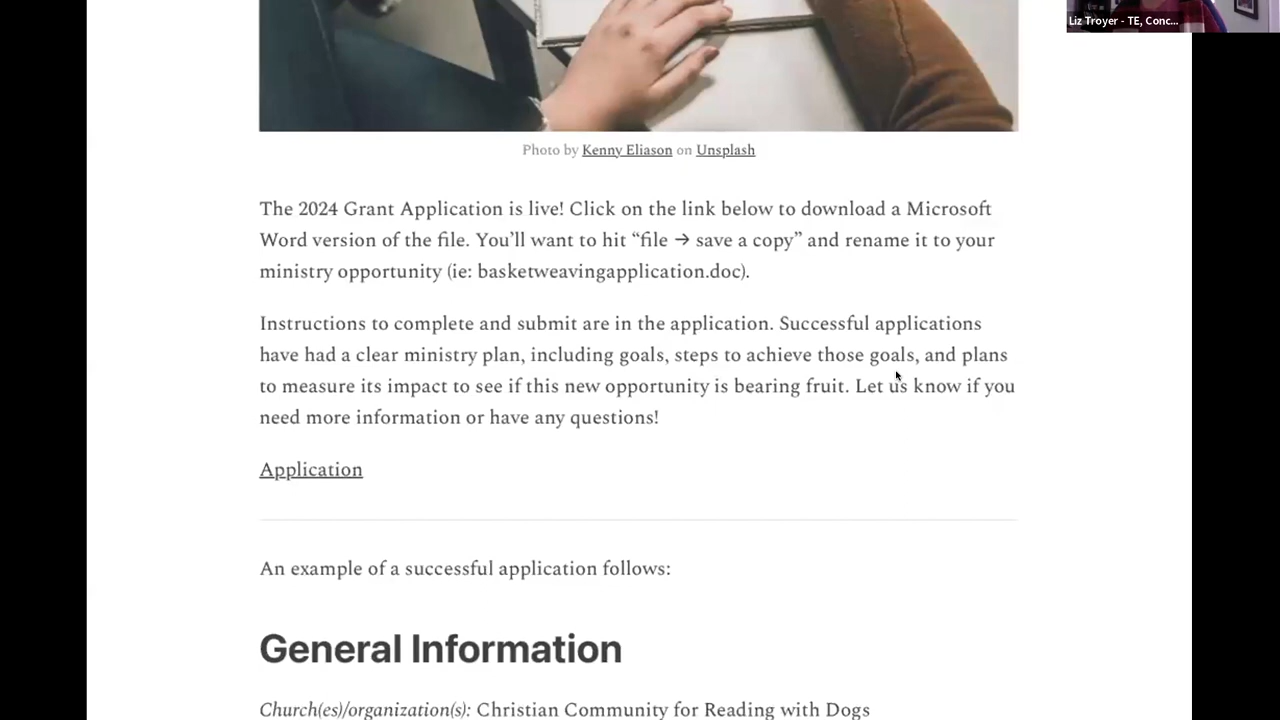 Liz Troyer - TE, Conc...
Photo by Kenny Eliason on Unsplash
The 2024 Grant Application is live! Click on the link below to download a Microsoft
Word version of the file. You’ll want to hit “file → save a copy” and rename it to your
ministry opportunity (ie: basketweavingapplication.doc).
Instructions to complete and submit are in the application. Successful applications
have had a clear ministry plan, including goals, steps to achieve those goals, and plans
to measure its impact to see if this new opportunity is bearing fruit. Let us know if you
need more information or have any questions!
Application
An example of a successful application follows:
General Information
Church(es)/organization(s): Christian Community for Reading with Dogs